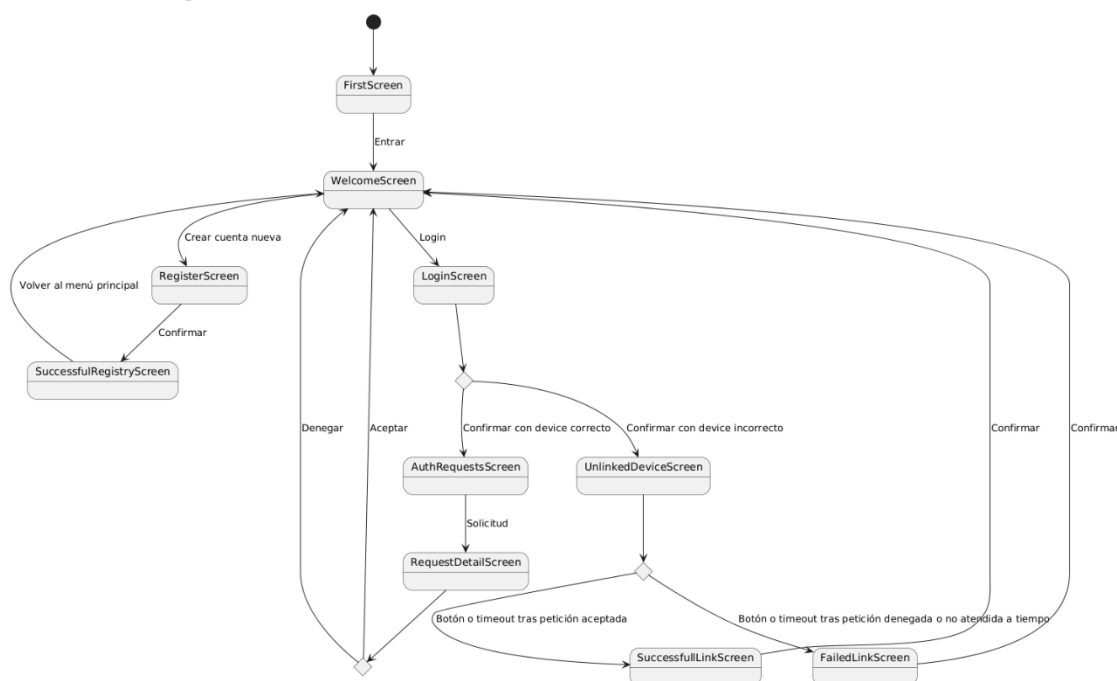 FirstScreen
Entrar
WelcomeScreen
Crear cuenta nueva
Login
RegisterScreen
LoginScreen
Volver al menú principal
Confirmar
SuccessfulRegistryScreen
Denegar
Aceptar
Confirmar con device correcto
Confirmar con device incorrecto
Confirmar
Confirmar
AuthRequestsScreen
UnlinkedDeviceScreen
Solicitud
RequestDetailScreen
Botón o timeout tras petición aceptada
Botón o timeout tras petición denegada o no atendida a tiempo
SuccessfullLinkScreen
FailedLinkScreen